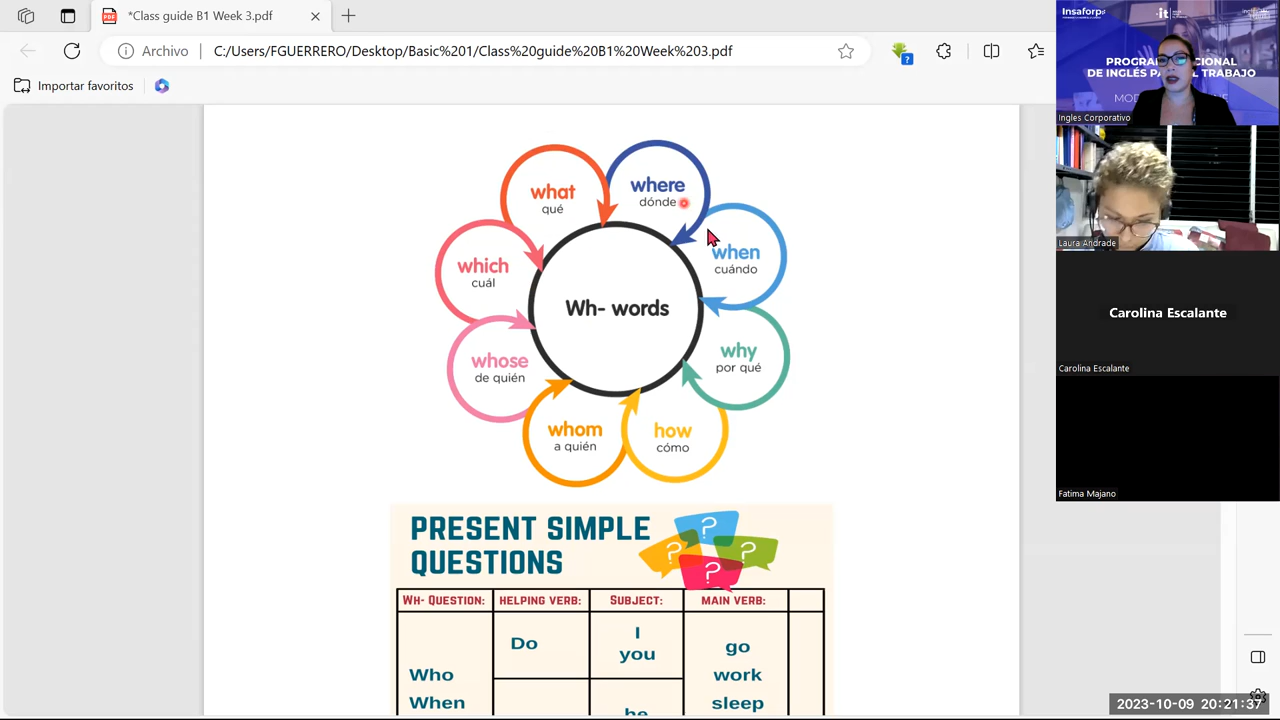 *Class guide B1 Week 3.pdf
Archivo
C:/Users/FGUERRERO/Desktop/Basic%201/Class%20guide%20B1%20Week%203.pdf
Importar favoritos
what
qué
where
dónde
when
cuándo
which
cuál
Wh- words
why
por qué
whose
de quién
whom
a quién
how
cómo
PRESENT SIMPLE
QUESTIONS
WH- QUESTION:
HELPING VERB:
SUBJECT:
MAIN VERB:
Do
I
you
go
Who
work
When
sleep
he
Insaforp
Ingles Corporativo
Laura Andrade
Carolina Escalante
Carolina Escalante
Fatima Majano
2023-10-09 20:21:37